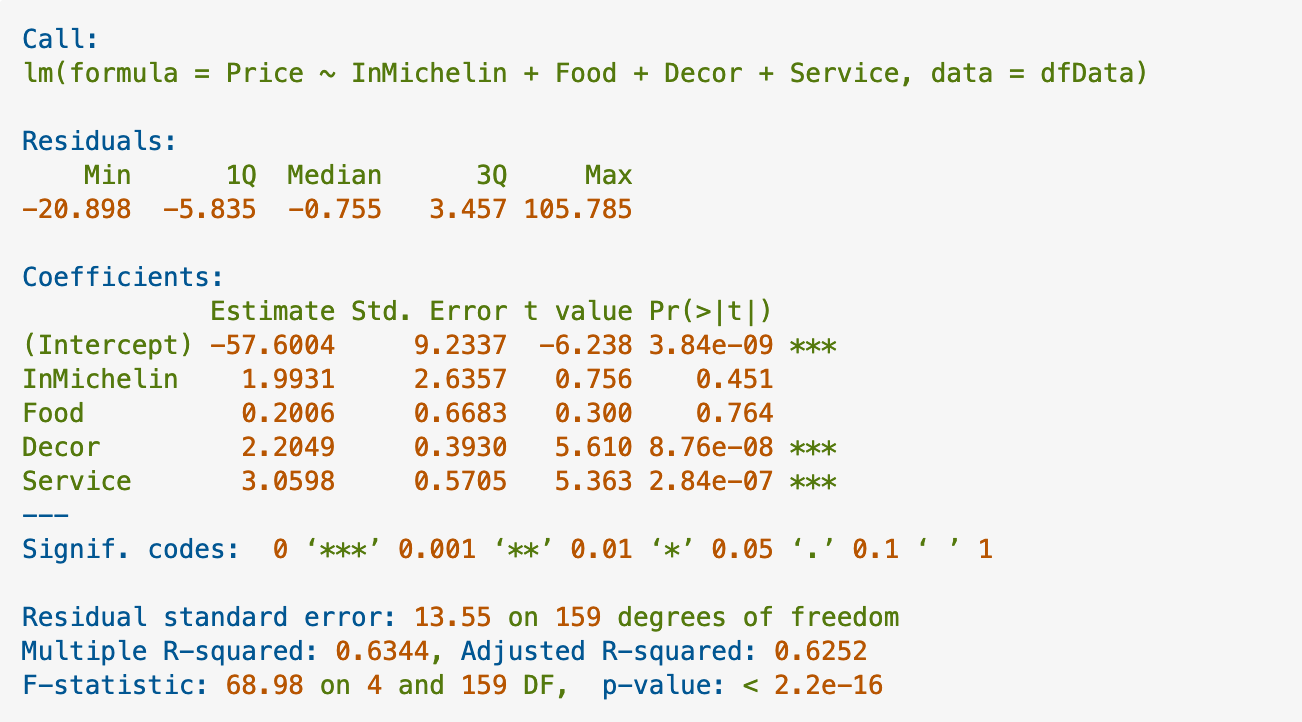 Call:
lm(formula = Price ~ InMichelin + Food + Decor + Service, data = dfData)
Residuals:
    Min      1Q  Median      3Q     Max
-20.898  -5.835  -0.755   3.457 105.785
Coefficients:
            Estimate Std. Error t value Pr(>|t|)
(Intercept) -57.6004     9.2337  -6.238 3.84e-09 ***
InMichelin    1.9931     2.6357   0.756    0.451
Food          0.2006     0.6683   0.300    0.764
Decor         2.2049     0.3930   5.610 8.76e-08 ***
Service       3.0598     0.5705   5.363 2.84e-07 ***
---
Signif. codes:  0 ‘***’ 0.001 ‘**’ 0.01 ‘*’ 0.05 ‘.’ 0.1 ‘ ’ 1
Residual standard error: 13.55 on 159 degrees of freedom
Multiple R-squared: 0.6344, Adjusted R-squared: 0.6252
F-statistic: 68.98 on 4 and 159 DF,  p-value: < 2.2e-16